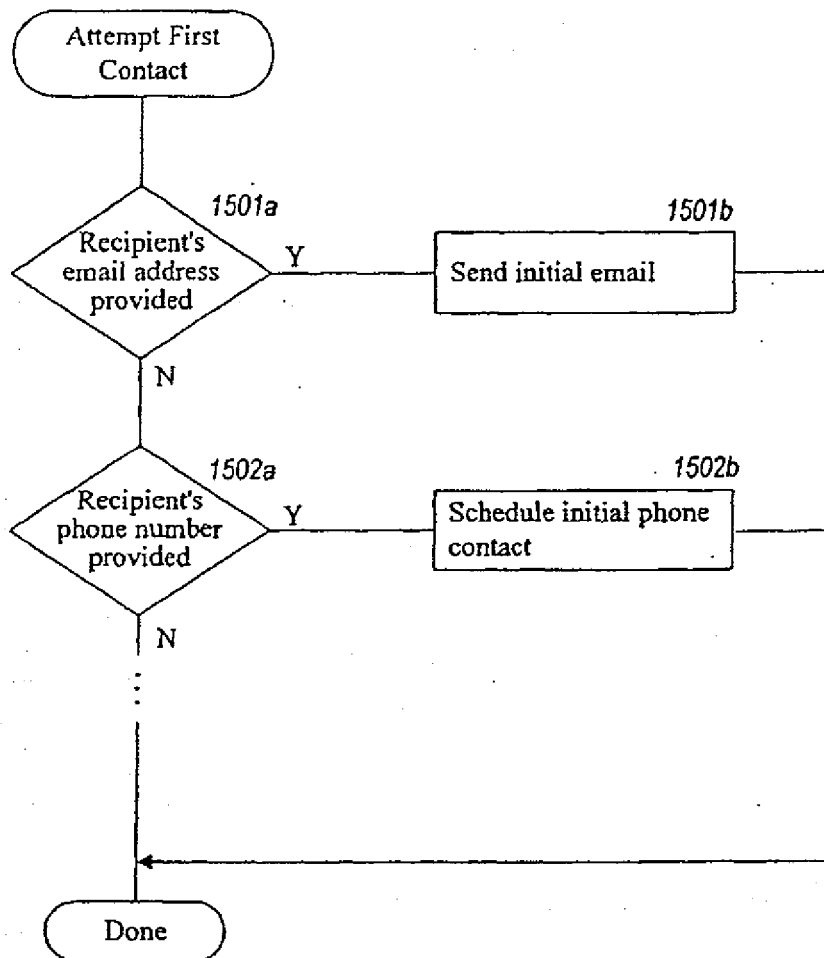 Attempt First
Contact
1501a
Recipient's
email address
provided
Y
N
1501b
Send initial email
1502a
Recipient's
phone number
provided
Y
N
1502b
Schedule initial phone
contact
Done